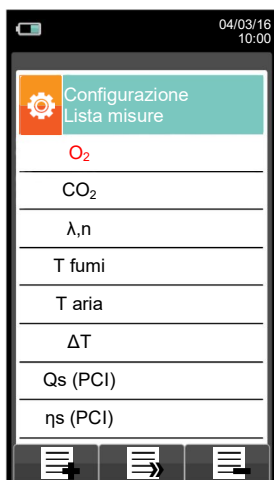 04/03/16
10:00
Configurazione
Lista misure
O₂
CO₂
λ,n
T fumi
T aria
ΔT
Qs (PCI)
ηs (PCI)